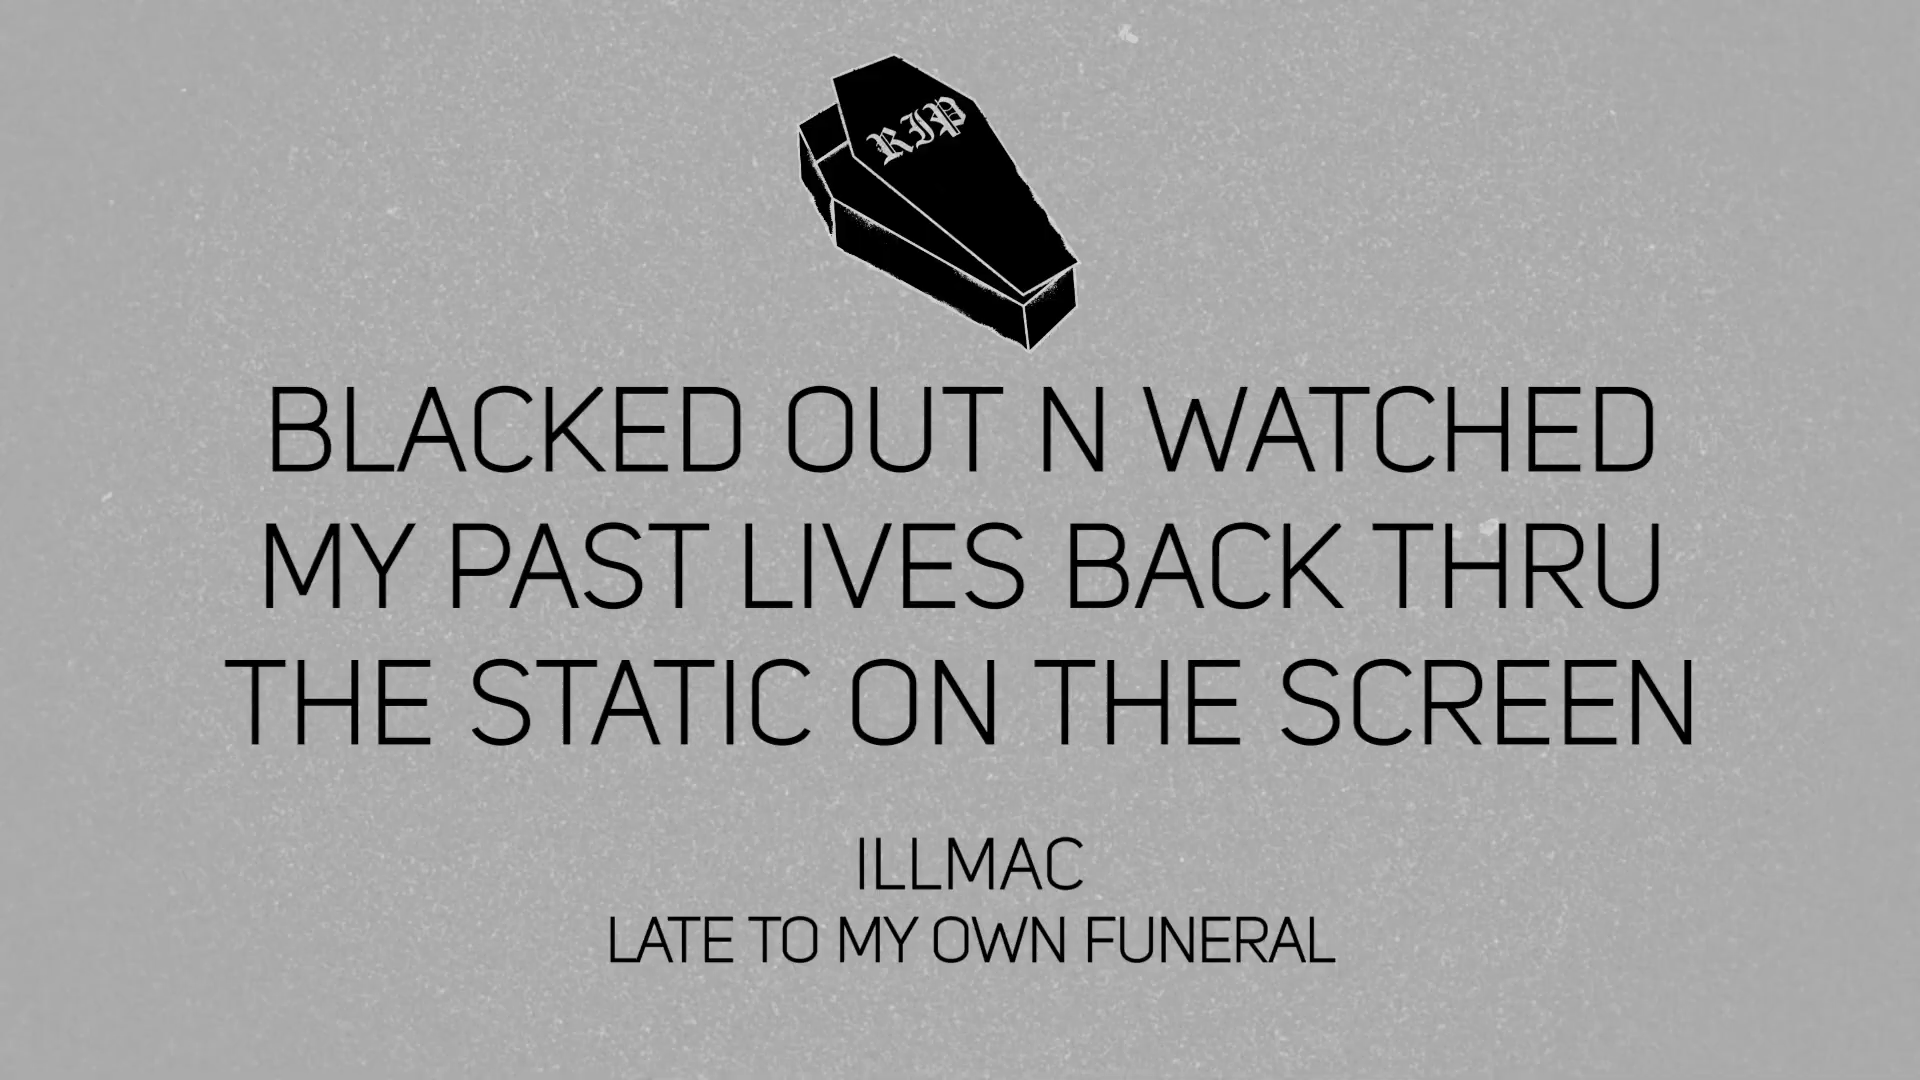 RIP
BLACKED OUT N WATCHED
MY PAST LIVES BACK THRU
THE STATIC ON THE SCREEN
ILLMAC
LATE TO MY OWN FUNERAL